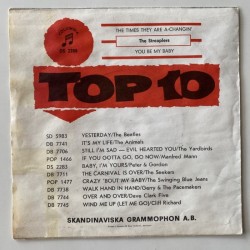 THE TIMES THEY ARE A-CHANGIN'
The Stranglers
YOU BE MY BABY
TOP 10
SD 5983 YESTERDAY/The Beatles
DB 7741 IT'S MY LIFE/The Animals
DB 7706 STILL I'M SAD — EVIL HEARTED YOU/The Yardbirds
POP 1466 IF YOU GOTTA GO, GO NOW/Manfred Mann
DS 2283 BABY, I'M YOURS/Peter & Gordon
DB 7711 THE CARNIVAL IS OVER/The Seekers
POP 1477 CRAZY 'BOUT MY BABY/The Swinging Blue Jeans
DB 7738 WALK HAND IN HAND/Gerry & The Pacemakers
DB 7744 OVER AND OVER/Dave Clark Five
DB 7745 WIND ME UP (LET ME GO)/Cliff Richard
SKANDINAVISKA GRAMMOPHON A.B.